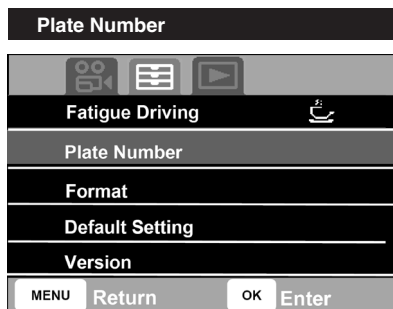 Plate Number
Fatigue Driving
Plate Number
Format
Default Setting
Version
MENU Return OK Enter